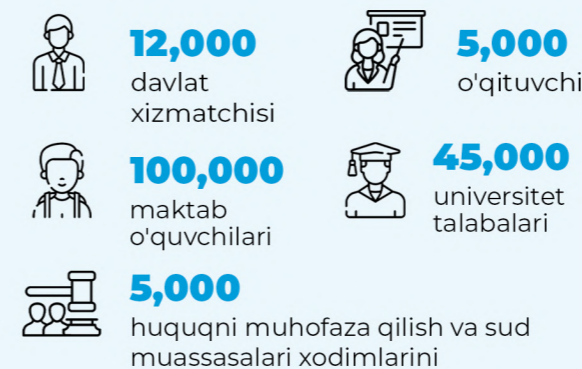 12,000
davlat
xizmatchisi
5,000
o'qituvchi
100,000
maktab
o'quvchilari
45,000
universitet
talabalari
5,000
huquqni muhofaza qilish va sud
muassasalari xodimlarini